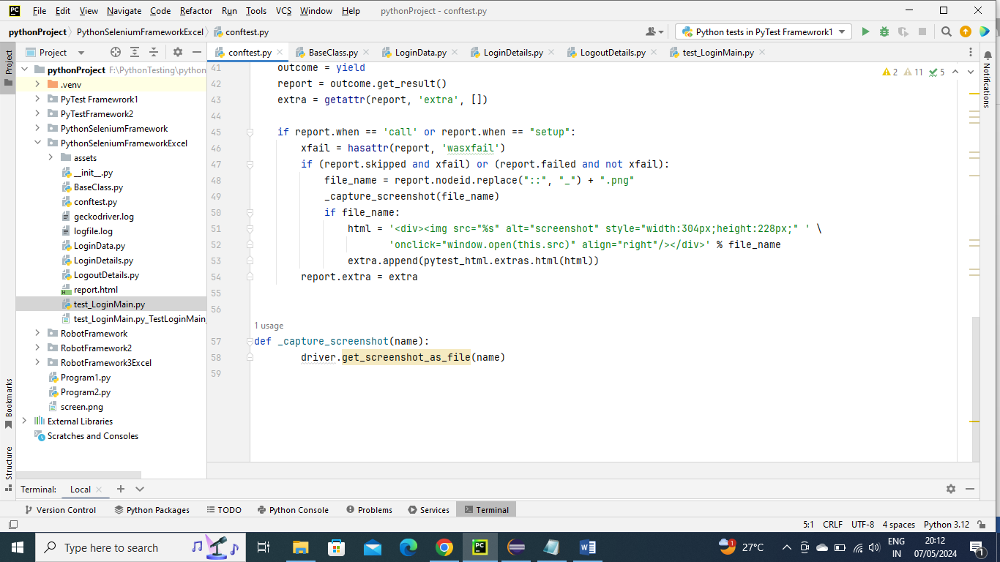 PC File Edit View Navigate Code Refactor Run Tools VCS Window Help pythonProject - conftest.py
pythonProject PythonSeleniumFrameworkExcel conftest.py Python tests in PyTest Framewrork1
Project
Project
Bookmarks
Structure
pythonProject F:\PythonTesting\python
.venv
PyTest Framewrork1
PyTestFramework2
PythonSeleniumFramework
PythonSeleniumFrameworkExcel
assets
__init__.py
BaseClass.py
conftest.py
geckodriver.log
logfile.log
LoginData.py
LoginDetails.py
LogoutDetails.py
report.html
test_LoginMain.py
test_LoginMain.py_TestLoginMain_
RobotFramework
RobotFramework2
RobotFramework3Excel
Program1.py
Program2.py
screen.png
External Libraries
Scratches and Consoles
conftest.py BaseClass.py LoginData.py LoginDetails.py LogoutDetails.py test_LoginMain.py
2 11 5
Notifications
41 outcome = yield
42 report = outcome.get_result()
43 extra = getattr(report, 'extra', [])
44
45 if report.when == 'call' or report.when == "setup":
46 xfail = hasattr(report, 'wasxfail')
47 if (report.skipped and xfail) or (report.failed and not xfail):
48 file_name = report.nodeid.replace("::", "_") + ".png"
49 _capture_screenshot(file_name)
50 if file_name:
51 html = '<div><img src="%s" alt="screenshot" style="width:304px;height:228px;" ' \
52 'onclick="window.open(this.src)" align="right"/></div>' % file_name
53 extra.append(pytest_html.extras.html(html))
54 report.extra = extra
55
56
1 usage
57 def _capture_screenshot(name):
58 driver.get_screenshot_as_file(name)
59
Terminal: Local
Version Control Python Packages TODO Python Console Problems Services Terminal
5:1 CRLF UTF-8 4 spaces Python 3.12
Type here to search PC 27°C ENG 20:12
IN 07/05/2024 1